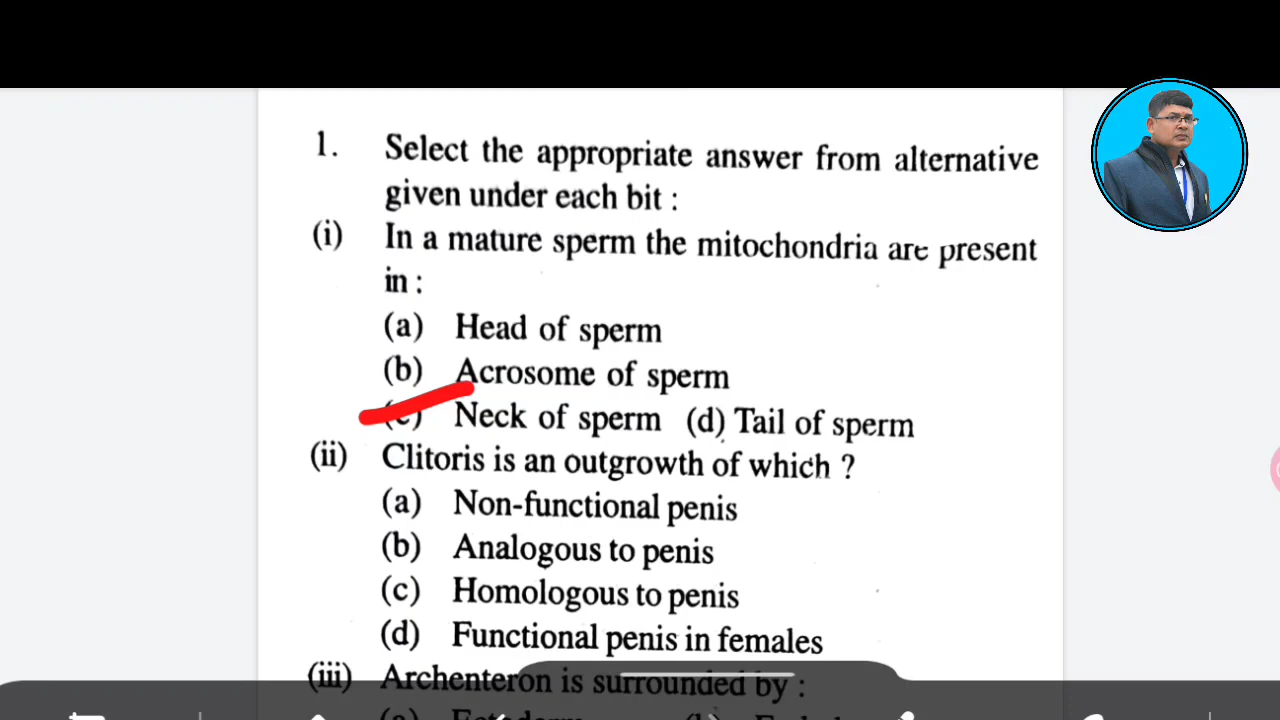 1. Select the appropriate answer from alternative
given under each bit :
(i) In a mature sperm the mitochondria are present
in :
(a) Head of sperm
(b) Acrosome of sperm
(c) Neck of sperm (d) Tail of sperm
(ii) Clitoris is an outgrowth of which ?
(a) Non-functional penis
(b) Analogous to penis
(c) Homologous to penis
(d) Functional penis in females
(iii) Archenteron is surrounded by :